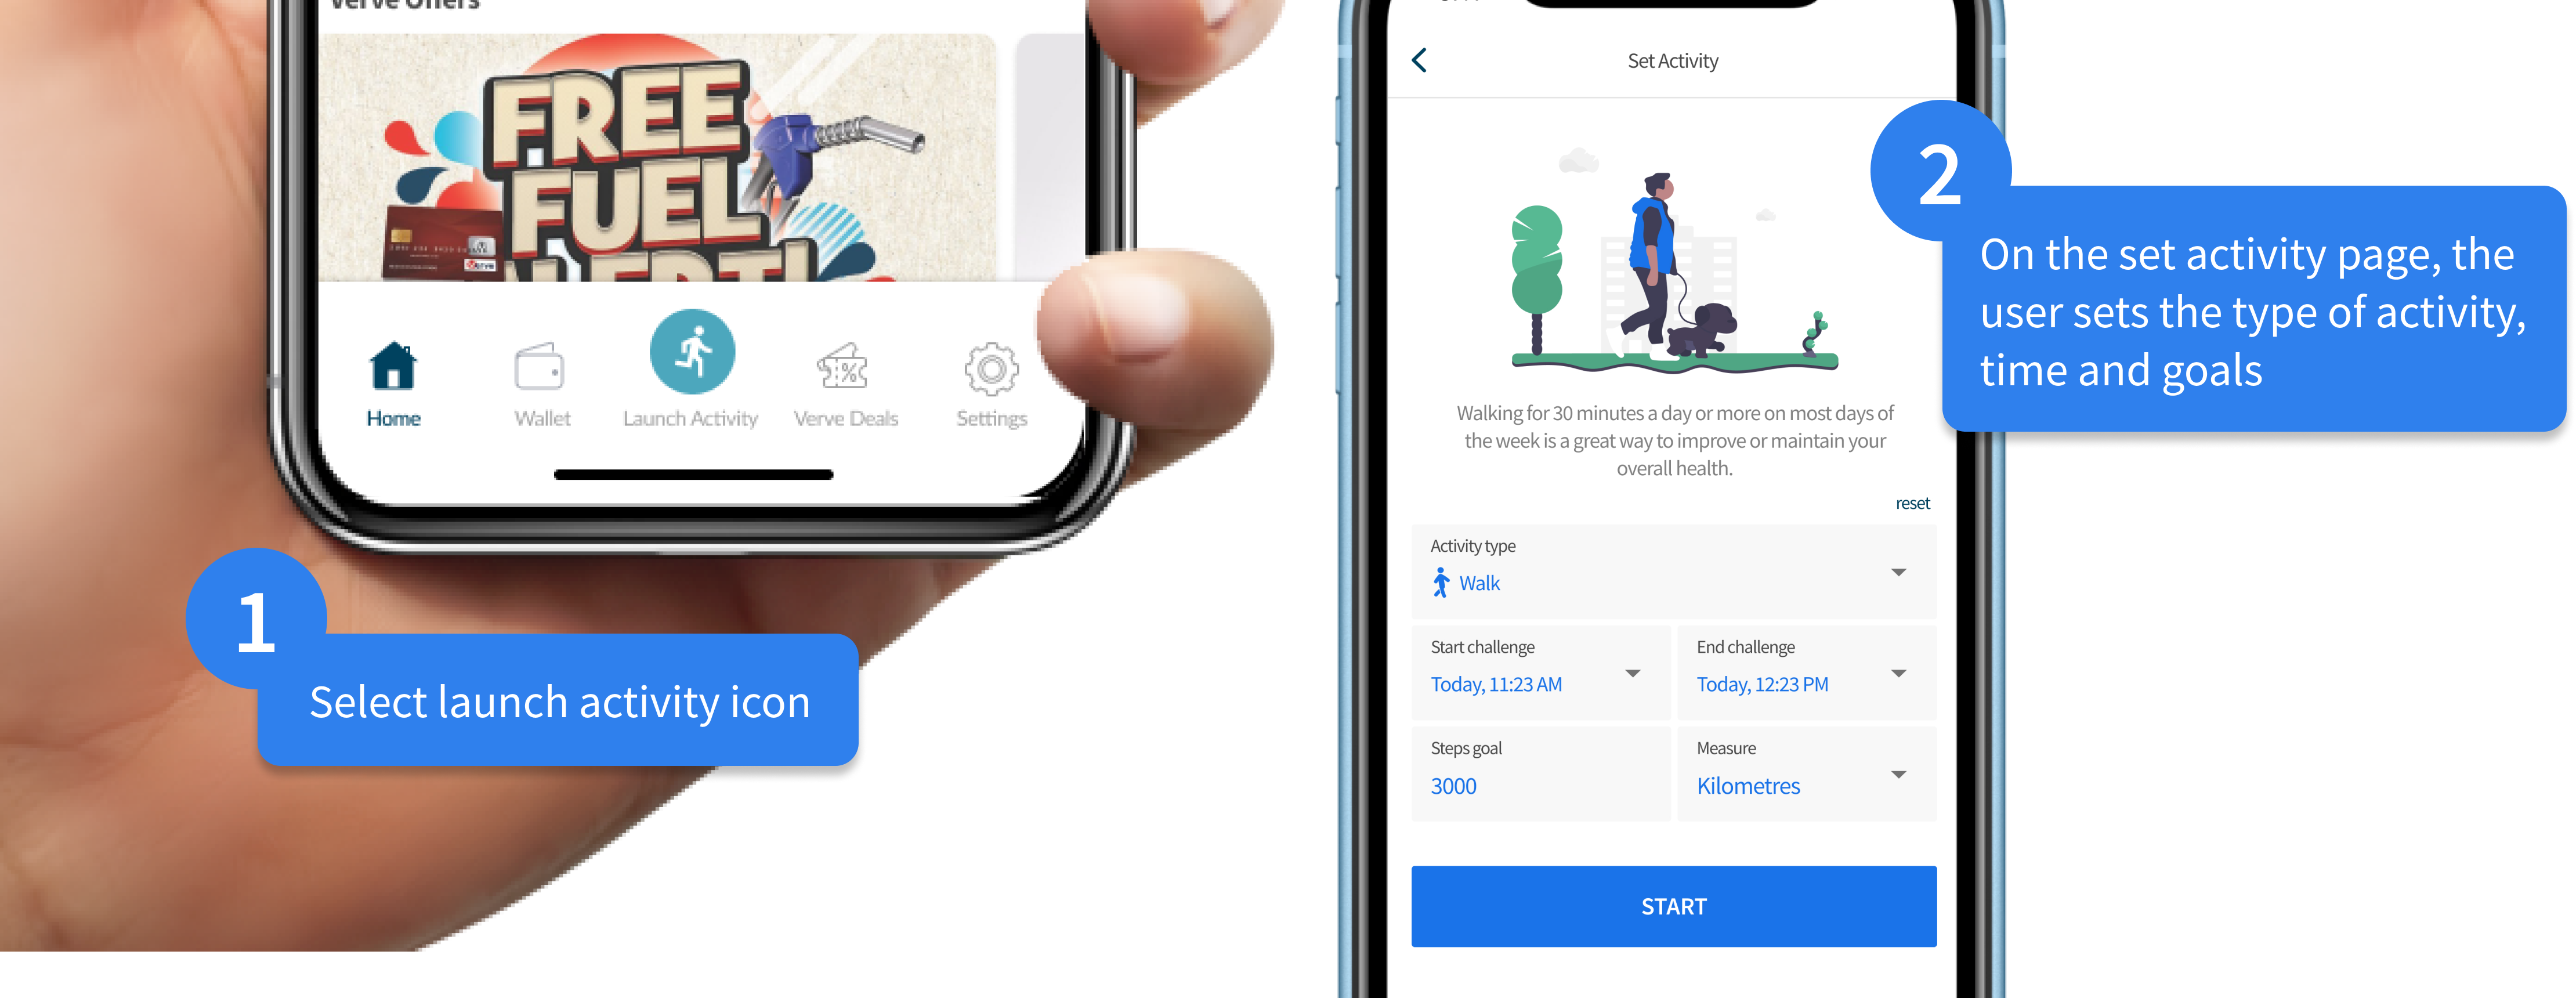 Verve Offers
FREE
FUEL
ALERT!
Home
Wallet
Launch Activity
Verve Deals
Settings
1
Select launch activity icon
Set Activity
2
On the set activity page, the
user sets the type of activity,
time and goals
Walking for 30 minutes a day or more on most days of
the week is a great way to improve or maintain your
overall health.
reset
Activity type
Walk
Start challenge
Today, 11:23 AM
End challenge
Today, 12:23 PM
Steps goal
3000
Measure
Kilometres
START